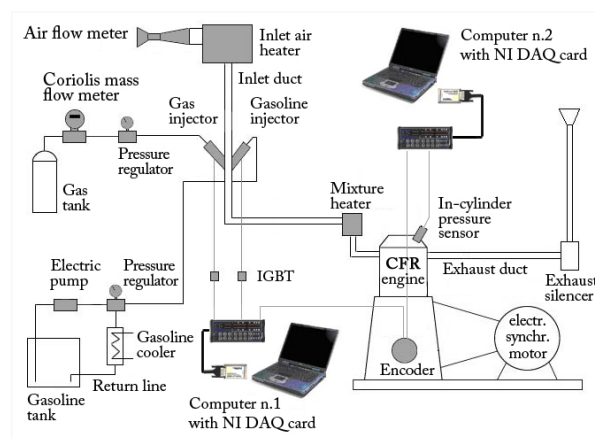 Air flow meter
Inlet air
heater
Computer n.2
with NI DAQ card
Coriolis mass
flow meter
Inlet duct
Gas
injector
Gasoline
injector
Pressure
regulator
Gas
tank
Mixture
heater
In-cylinder
pressure
sensor
Electric
pump
Pressure
regulator
IGBT
CFR
engine
Exhaust duct
Exhaust
silencer
Gasoline
cooler
electr.
synchr.
motor
Encoder
Return line
Gasoline
tank
Computer n.1
with NI DAQ card